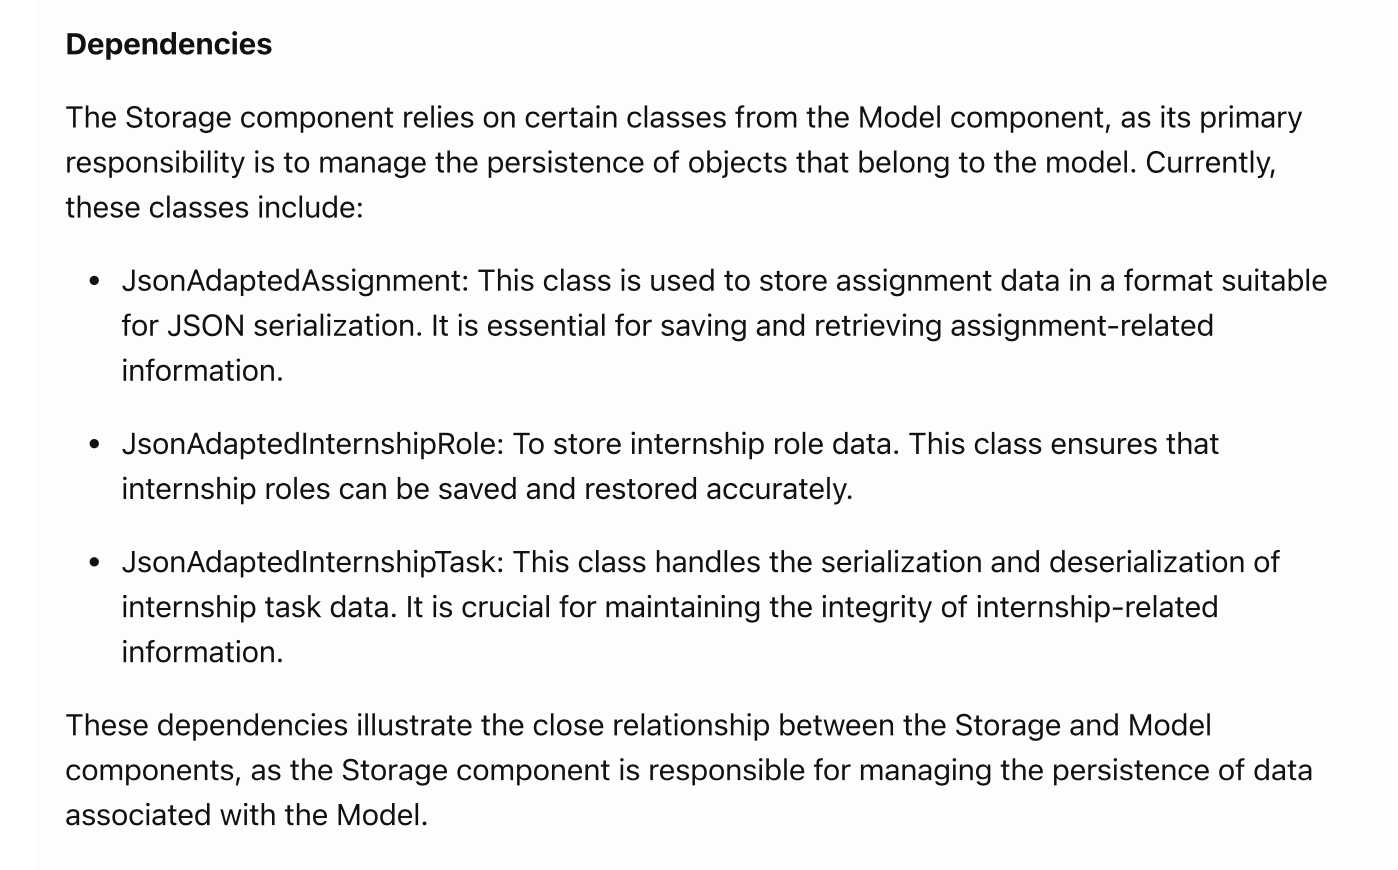 Dependencies
The Storage component relies on certain classes from the Model component, as its primary
responsibility is to manage the persistence of objects that belong to the model. Currently,
these classes include:
• JsonAdaptedAssignment: This class is used to store assignment data in a format suitable
for JSON serialization. It is essential for saving and retrieving assignment-related
information.
• JsonAdaptedInternshipRole: To store internship role data. This class ensures that
internship roles can be saved and restored accurately.
• JsonAdaptedInternshipTask: This class handles the serialization and deserialization of
internship task data. It is crucial for maintaining the integrity of internship-related
information.
These dependencies illustrate the close relationship between the Storage and Model
components, as the Storage component is responsible for managing the persistence of data
associated with the Model.